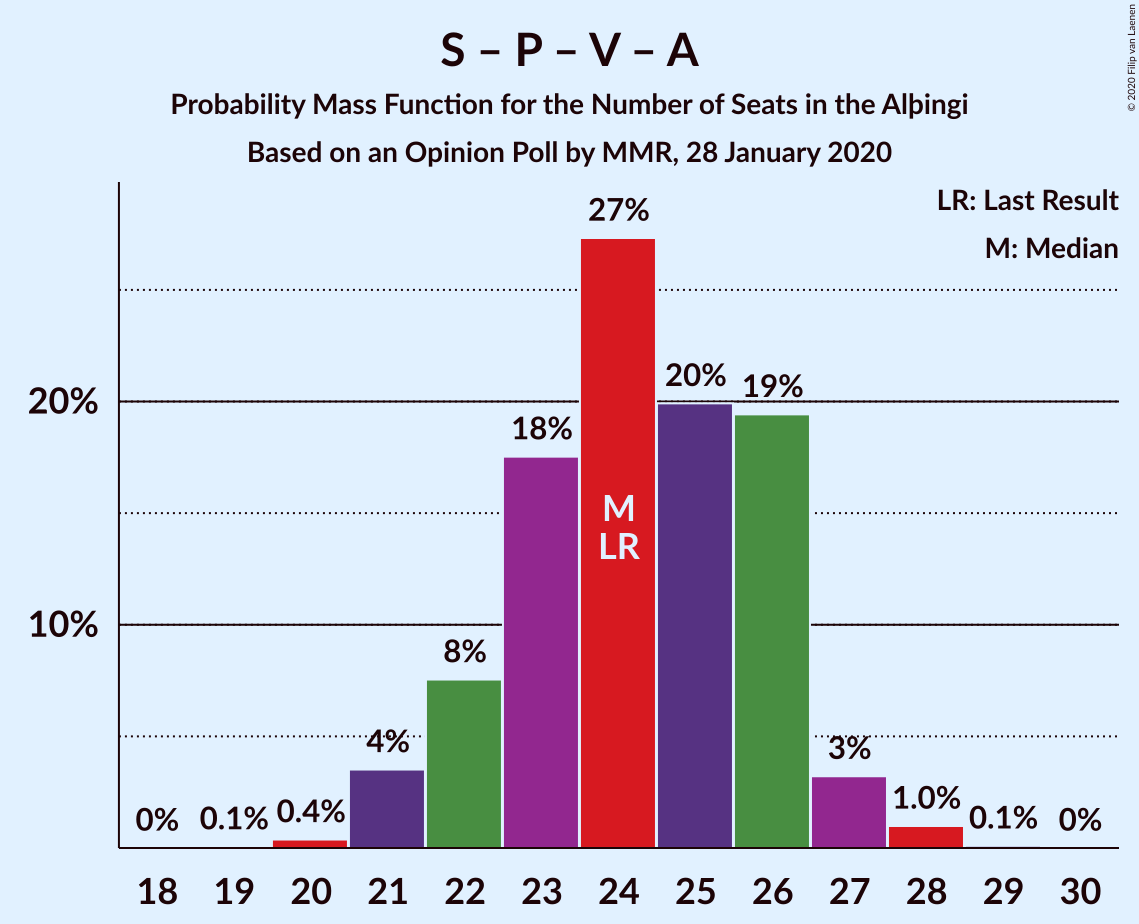 S – P – V – A
Probability Mass Function for the Number of Seats in the Alþingi
Based on an Opinion Poll by MMR, 28 January 2020
© 2020 Filip van Laenen
LR: Last Result
M: Median
20%
10%
0%
0.1%
0.4%
4%
8%
18%
27%
20%
19%
3%
1.0%
0.1%
0%
M
LR
18 19 20 21 22 23 24 25 26 27 28 29 30